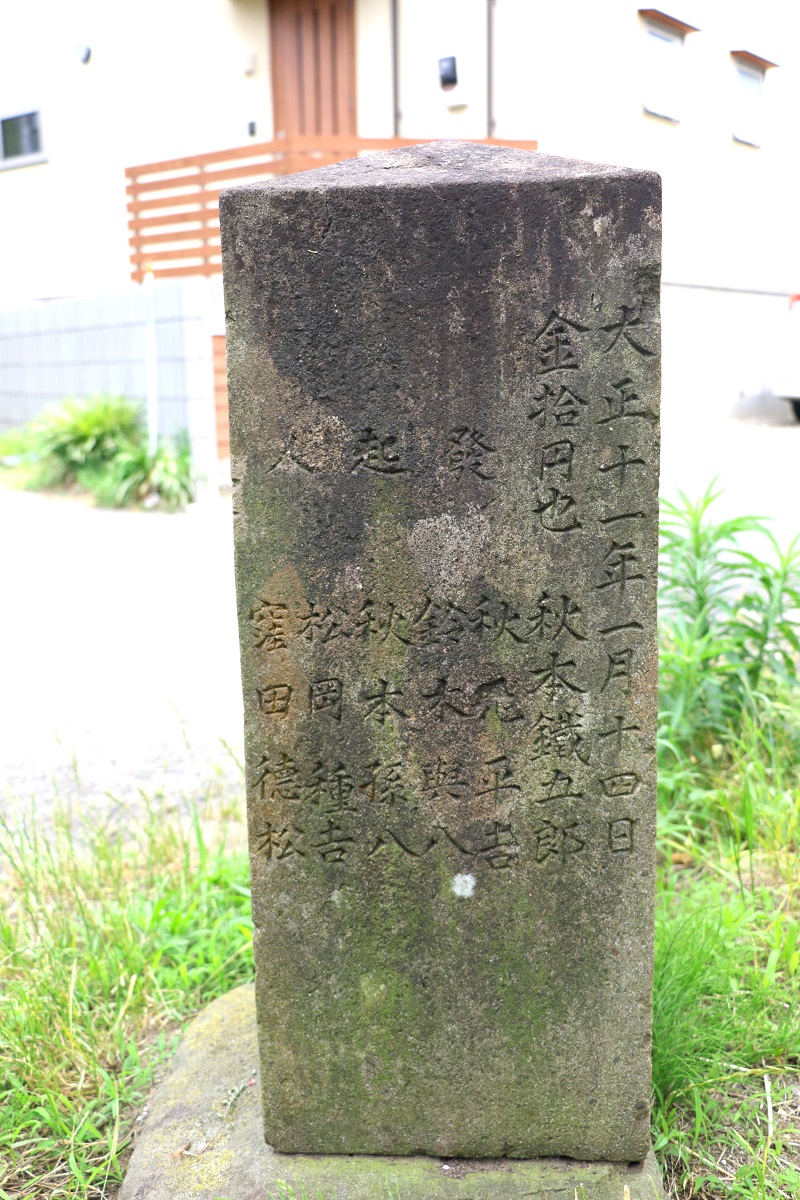 大正十一年一月十四日
金拾円也 秋本鐵五郎
發起人
秋元平吉
鈴木與八
秋本孫八
松岡種吉
窪田德松